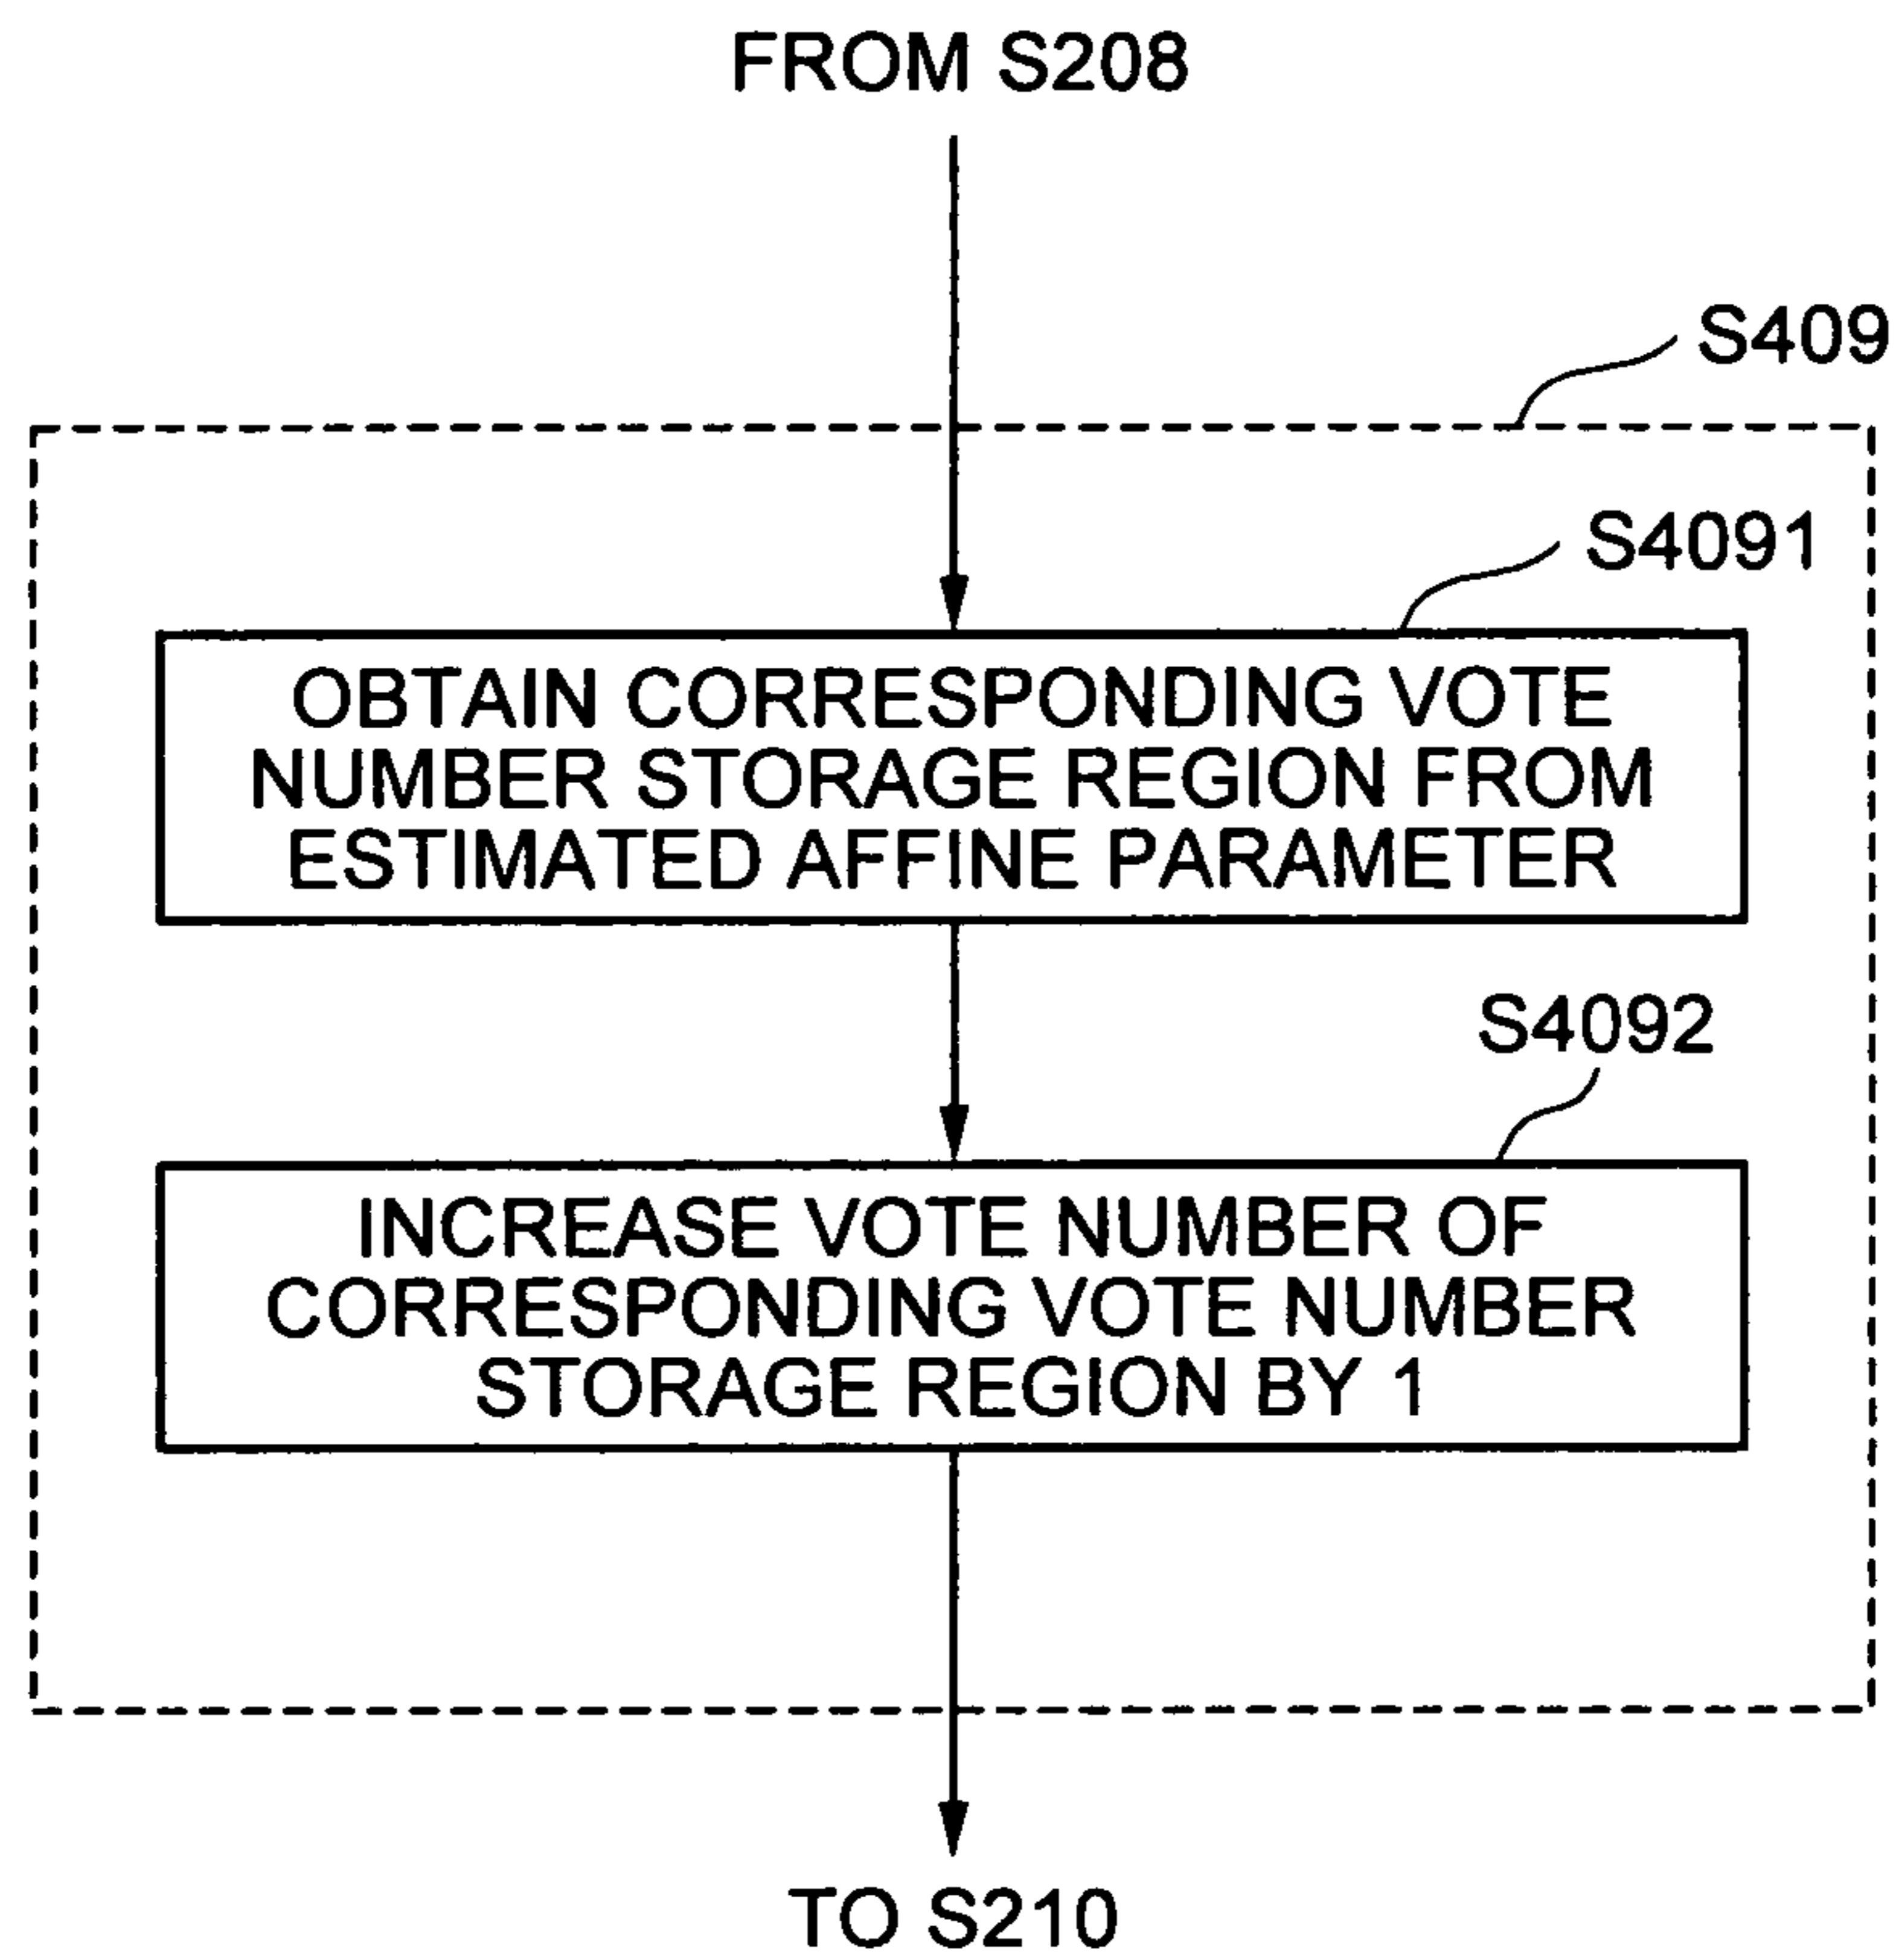 FROM S208
S409
S4091
OBTAIN CORRESPONDING VOTE
NUMBER STORAGE REGION FROM
ESTIMATED AFFINE PARAMETER
S4092
INCREASE VOTE NUMBER OF
CORRESPONDING VOTE NUMBER
STORAGE REGION BY 1
TO S210